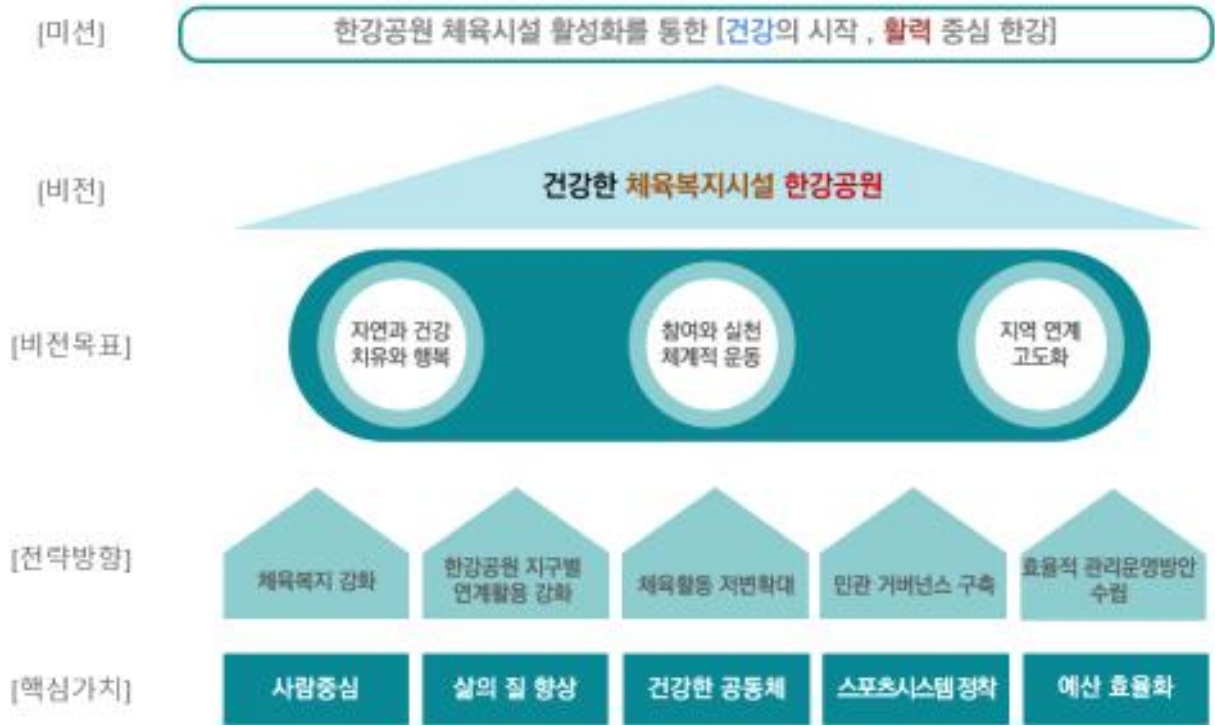 [미션]
한강공원 체육시설 활성화를 통한 [건강의 시작 , 활력 중심 한강]
[비전]
건강한 체육복지시설 한강공원
[비전목표]
자연과 건강
치유와 행복
참여와 실천
체계적 운동
지역 연계
고도화
[전략방향]
체육복지 강화
한강공원 지구별
연계활용 강화
체육활동 저변확대
민관 거버넌스 구축
효율적 관리운영방안
수립
[핵심가치]
사람중심
삶의 질 향상
건강한 공동체
스포츠시스템 정착
예산 효율화